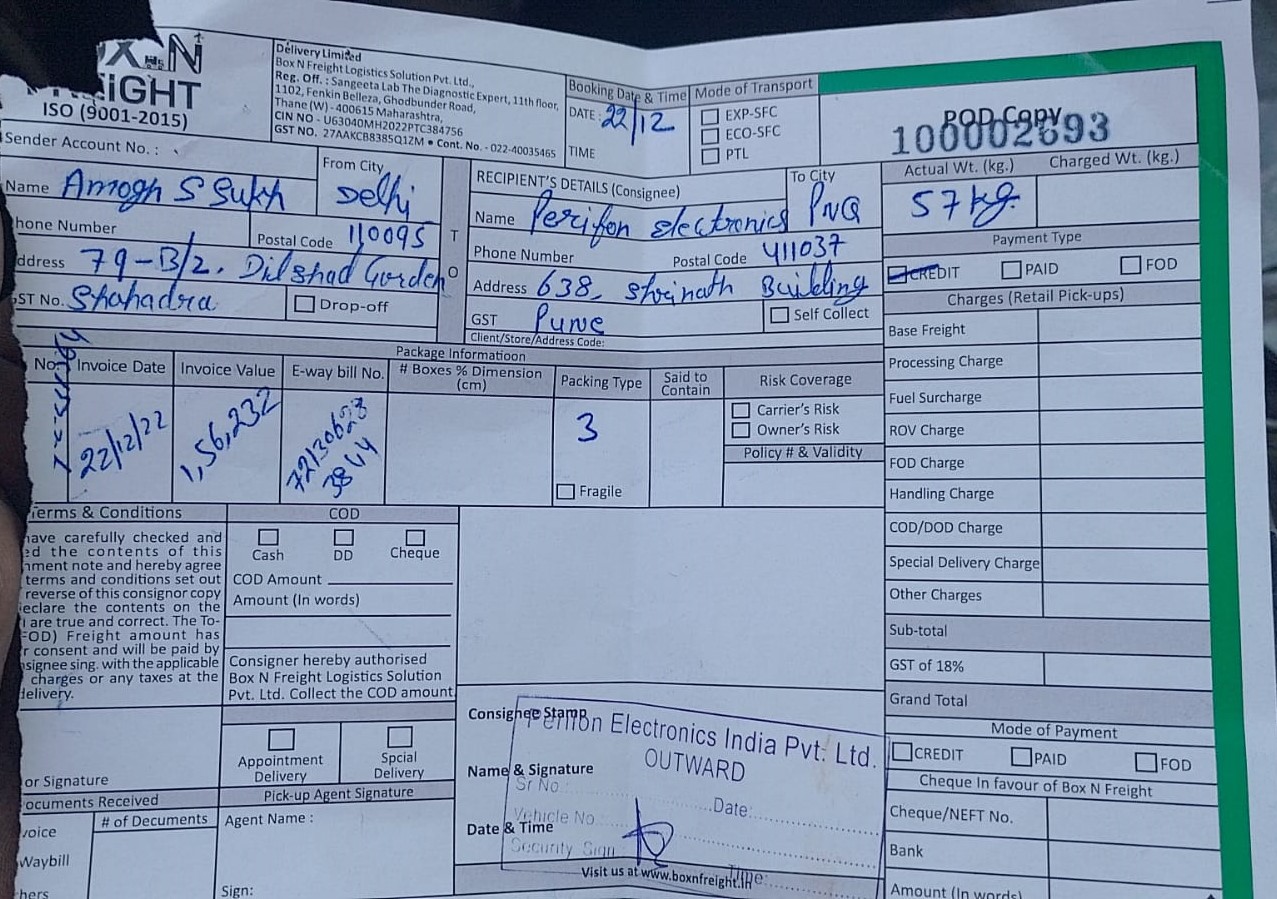 X N
FREIGHT
ISO (9001-2015)
Delivery Limited
Box N Freight Logistics Solution Pvt. Ltd.,
Reg. Off. : Sangeeta Lab The Diagnostic Expert, 11th floor,
1102, Fenkin Belleza, Ghodbunder Road,
Thane (W) - 400615 Maharashtra,
CIN NO - U63040MH2022PTC384756
GST NO. 27AAKCB8385Q1ZM • Cont. No. - 022-40035465
Booking Date & Time
DATE : 22/12
TIME
Mode of Transport
EXP-SFC
ECO-SFC
PTL
POD Copy
100002693
Sender Account No. :
Name Amogh S Sukh
From City
Delhi
hone Number
Postal Code 110095
ddress 79-B/2, Dilshad Gorden
ST No. Shahadra
Drop-off
T
O
RECIPIENT'S DETAILS (Consignee)
To City
PNQ
Name Perifon electronics
Phone Number
Postal Code 411037
Address 638, Shrinath Building
GST Pune
Self Collect
Client/Store/Address Code:
Actual Wt. (kg.)
57 kg.
Charged Wt. (kg.)
Payment Type
CREDIT
PAID
FOD
Charges (Retail Pick-ups)
Base Freight
Processing Charge
Fuel Surcharge
ROV Charge
FOD Charge
Handling Charge
COD/DOD Charge
Special Delivery Charge
Other Charges
Sub-total
GST of 18%
Grand Total
Package Informatioon
No.
Invoice Date
22/12/22
Invoice Value
1,56,232
E-way bill No.
# Boxes % Dimension
(cm)
Packing Type
3
Fragile
Said to
Contain
Risk Coverage
Carrier's Risk
Owner's Risk
Policy # & Validity
Terms & Conditions
have carefully checked and
ed the contents of this
nment note and hereby agree
terms and conditions set out
reverse of this consignor copy
eclare the contents on the
are true and correct. The To-
FOD) Freight amount has
r consent and will be paid by
signee sing. with the applicable
charges or any taxes at the
delivery.
or Signature
COD
Cash
DD
Cheque
COD Amount
Amount (In words)
Consigner hereby authorised
Box N Freight Logistics Solution
Pvt. Ltd. Collect the COD amount
Appointment
Delivery
Spcial
Delivery
ocuments Received
# of Documents
voice
Waybill
hers
Pick-up Agent Signature
Agent Name :
Sign:
Consignee Stamp
Name & Signature
Date & Time
Perifon Electronics India Pvt. Ltd.
OUTWARD
Sr No.
Date:
Vehicle No.
Security Sign
Time:
Visit us at www.boxnfreight.in
Mode of Payment
CREDIT
PAID
FOD
Cheque In favour of Box N Freight
Cheque/NEFT No.
Bank
Amount (In words)